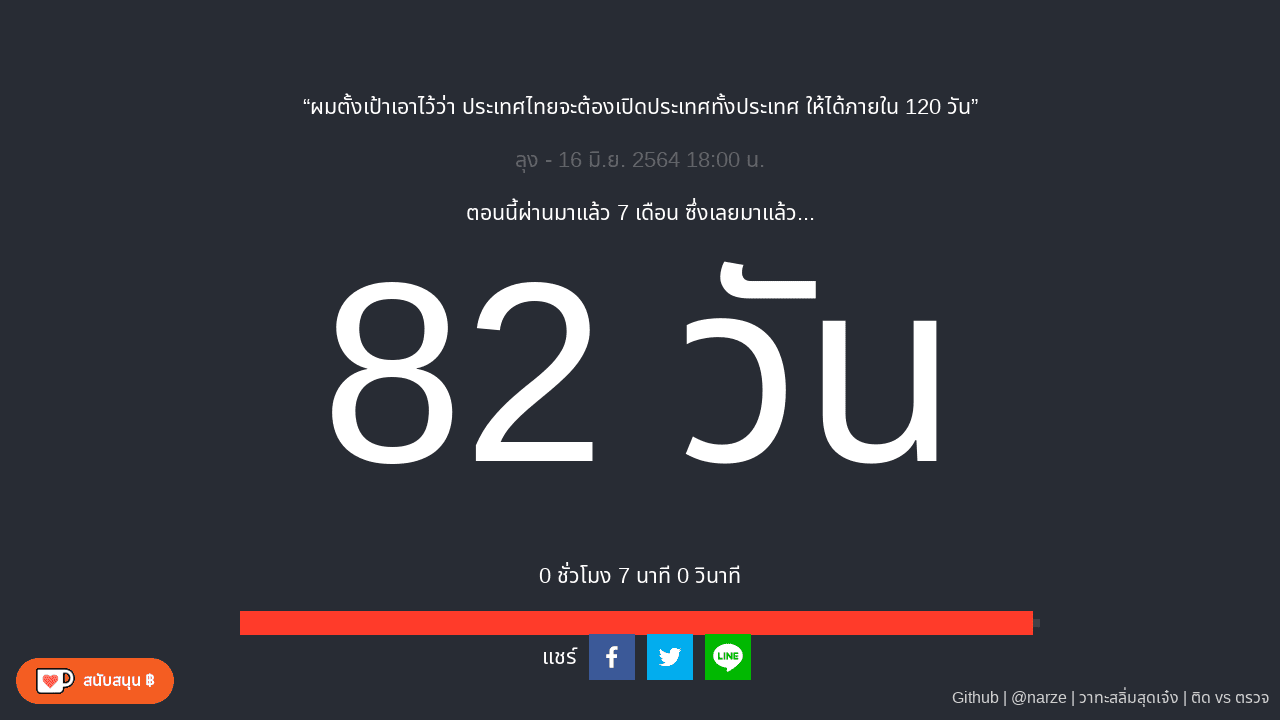 “ผมตั้งเป้าเอาไว้ว่า ประเทศไทยจะต้องเปิดประเทศทั้งประเทศ ให้ได้ภายใน 120 วัน”
ลุง - 16 มิ.ย. 2564 18:00 น.
ตอนนี้ผ่านมาแล้ว 7 เดือน ซึ่งเลยมาแล้ว...
82 วัน
0 ชั่วโมง 7 นาที 0 วินาที
แชร์ LINE
สนับสนุน ฿
Github | @narze | วาทะสลิ่มสุดเจ๋ง | ติด vs ตรวจ